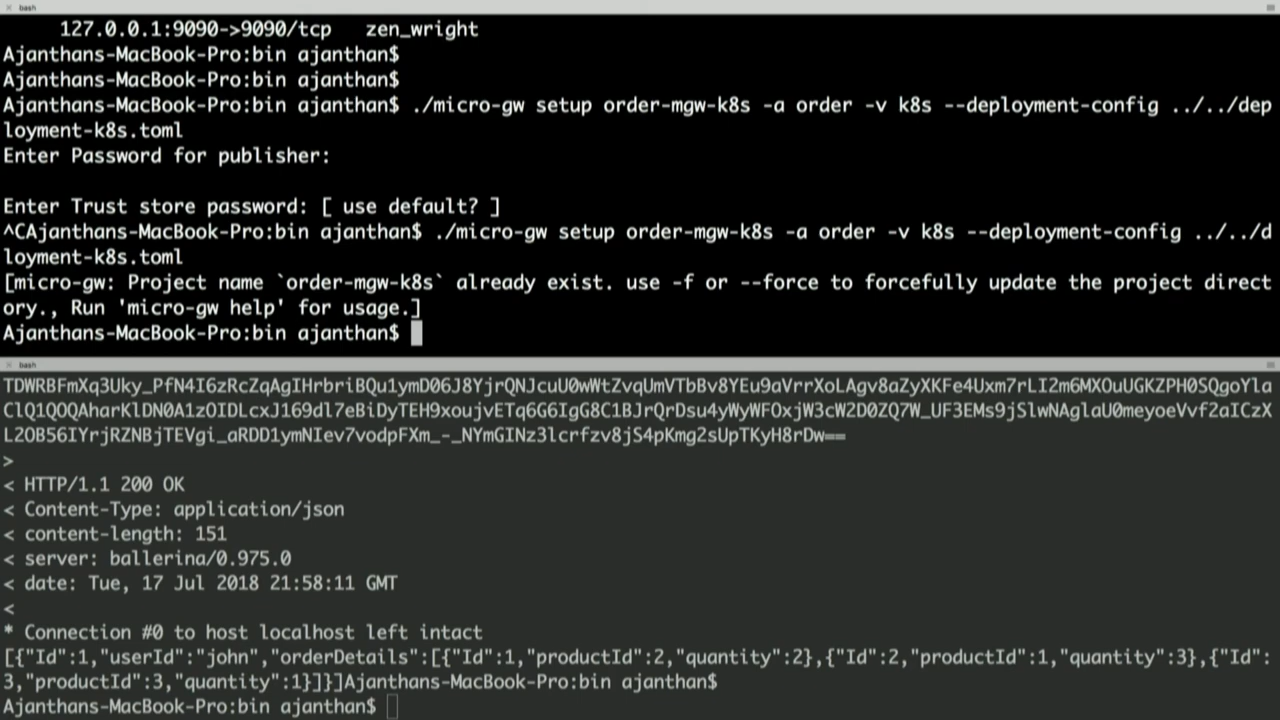 bash
127.0.0.1:9090->9090/tcp   zen_wright
Ajanthans-MacBook-Pro:bin ajanthan$
Ajanthans-MacBook-Pro:bin ajanthan$
Ajanthans-MacBook-Pro:bin ajanthan$ ./micro-gw setup order-mgw-k8s -a order -v k8s --deployment-config ../../dep
loyment-k8s.toml
Enter Password for publisher:
Enter Trust store password: [ use default? ]
^CAjanthans-MacBook-Pro:bin ajanthan$ ./micro-gw setup order-mgw-k8s -a order -v k8s --deployment-config ../../d
loyment-k8s.toml
[micro-gw: Project name `order-mgw-k8s` already exist. use -f or --force to forcefully update the project direct
ory., Run 'micro-gw help' for usage.]
Ajanthans-MacBook-Pro:bin ajanthan$
bash
TDWRBFmXq3Uky_PfN4I6zRcZqAgIHrbriBQu1ymD06J8YjrQNJcuU0wWtZvqUmVTbBv8YEu9aVrrXoLAgv8aZyXKFe4Uxm7rLI2m6MXOuUGKZPH0SQgoYla
ClQ1QOQAharKlDN0A1zOIDLcxJ169dl7eBiDyTEH9xoujvETq6G6IgG8C1BJrQrDsu4yWyWFOxjW3cW2D0ZQ7W_UF3EMs9jSlwNAglaU0meyoeVvf2aICzX
L2OB56IYrjRZNBjTEVgi_aRDD1ymNIev7vodpFXm_-_NYmGINz3lcrfzv8jS4pKmg2sUpTKyH8rDw==
>
< HTTP/1.1 200 OK
< Content-Type: application/json
< content-length: 151
< server: ballerina/0.975.0
< date: Tue, 17 Jul 2018 21:58:11 GMT
<
* Connection #0 to host localhost left intact
[{"Id":1,"userId":"john","orderDetails":[{"Id":1,"productId":2,"quantity":2},{"Id":2,"productId":1,"quantity":3},{"Id":
3,"productId":3,"quantity":1}]}]Ajanthans-MacBook-Pro:bin ajanthan$
Ajanthans-MacBook-Pro:bin ajanthan$